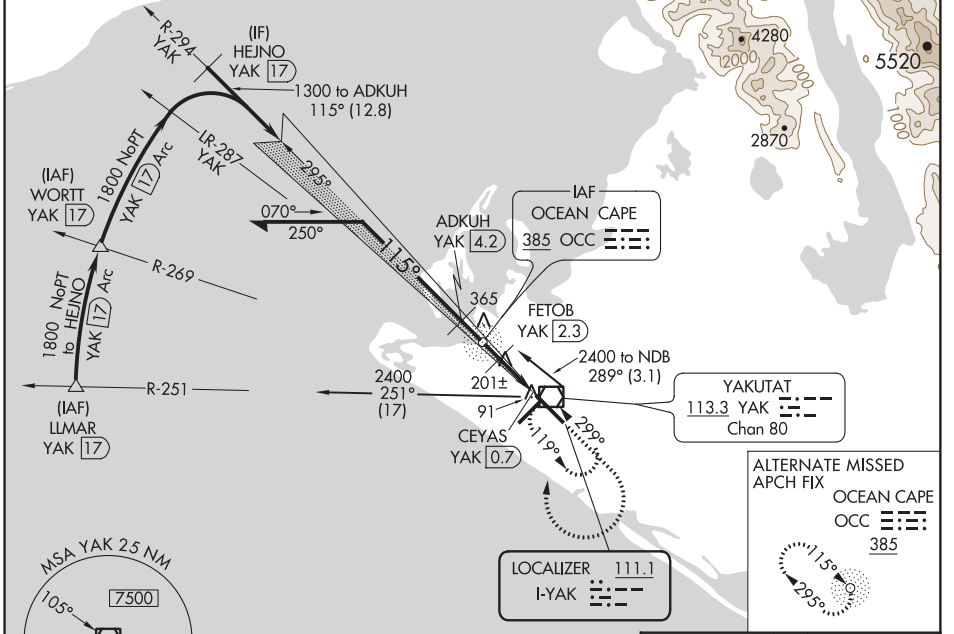 R-294
YAK
(IF)
HEJNO
YAK 17
1300 to ADKUH
115° (12.8)
4280
2000
5520
2870
LR-287
YAK
1800 NoPT
YAK 17 Arc
(IAF)
WORTT
YAK 17
295°
070°
250°
115°
ADKUH
YAK 4.2
IAF
OCEAN CAPE
385 OCC
R-269
1800 NoPT
to HEJNO
YAK 17 Arc
365
FETOB
YAK 2.3
2400 to NDB
289° (3.1)
R-251
(IAF)
LLMAR
YAK 17
2400
251°
(17)
201±
91
CEYAS
YAK 0.7
YAKUTAT
113.3 YAK
Chan 80
119°
299°
ALTERNATE MISSED
APCH FIX
OCEAN CAPE
OCC
385
115°
295°
LOCALIZER 111.1
I-YAK
MSA YAK 25 NM
105°
7500